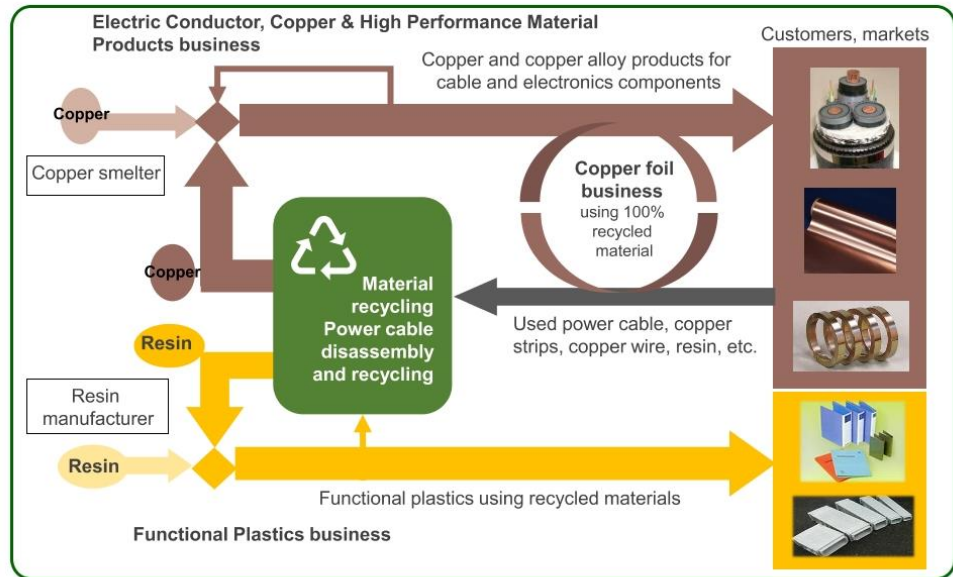 Electric Conductor, Copper & High Performance Material
Products business
Customers, markets
Copper and copper alloy products for
cable and electronics components
Copper
Copper smelter
Copper foil
business
using 100%
recycled
material
Copper
Material
recycling
Power cable
disassembly
and recycling
Used power cable, copper
strips, copper wire, resin, etc.
Resin
Resin
manufacturer
Resin
Functional plastics using recycled materials
Functional Plastics business